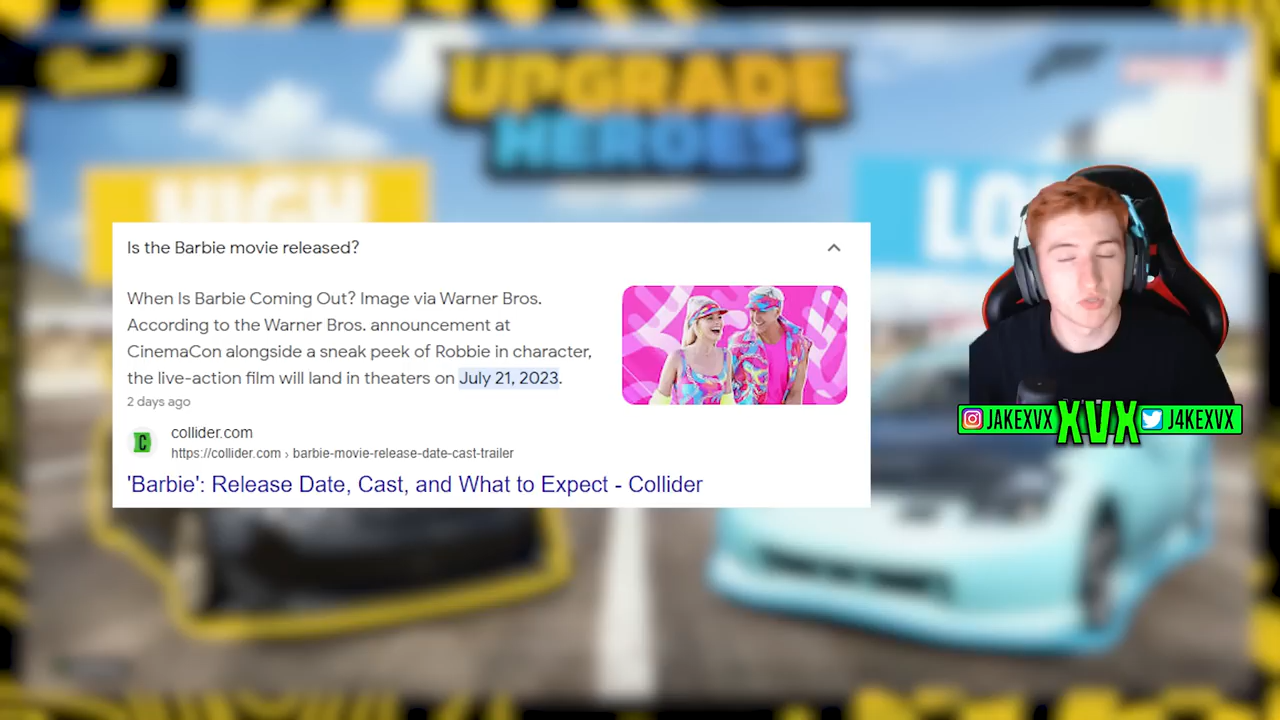 UPGRADE
HEROES
HIGH
LO
Is the Barbie movie released?
When Is Barbie Coming Out? Image via Warner Bros.
According to the Warner Bros. announcement at
CinemaCon alongside a sneak peek of Robbie in character,
the live-action film will land in theaters on July 21, 2023.
2 days ago
C
collider.com
https://collider.com › barbie-movie-release-date-cast-trailer
'Barbie': Release Date, Cast, and What to Expect - Collider
JAKEXVX XVX J4KEXVX